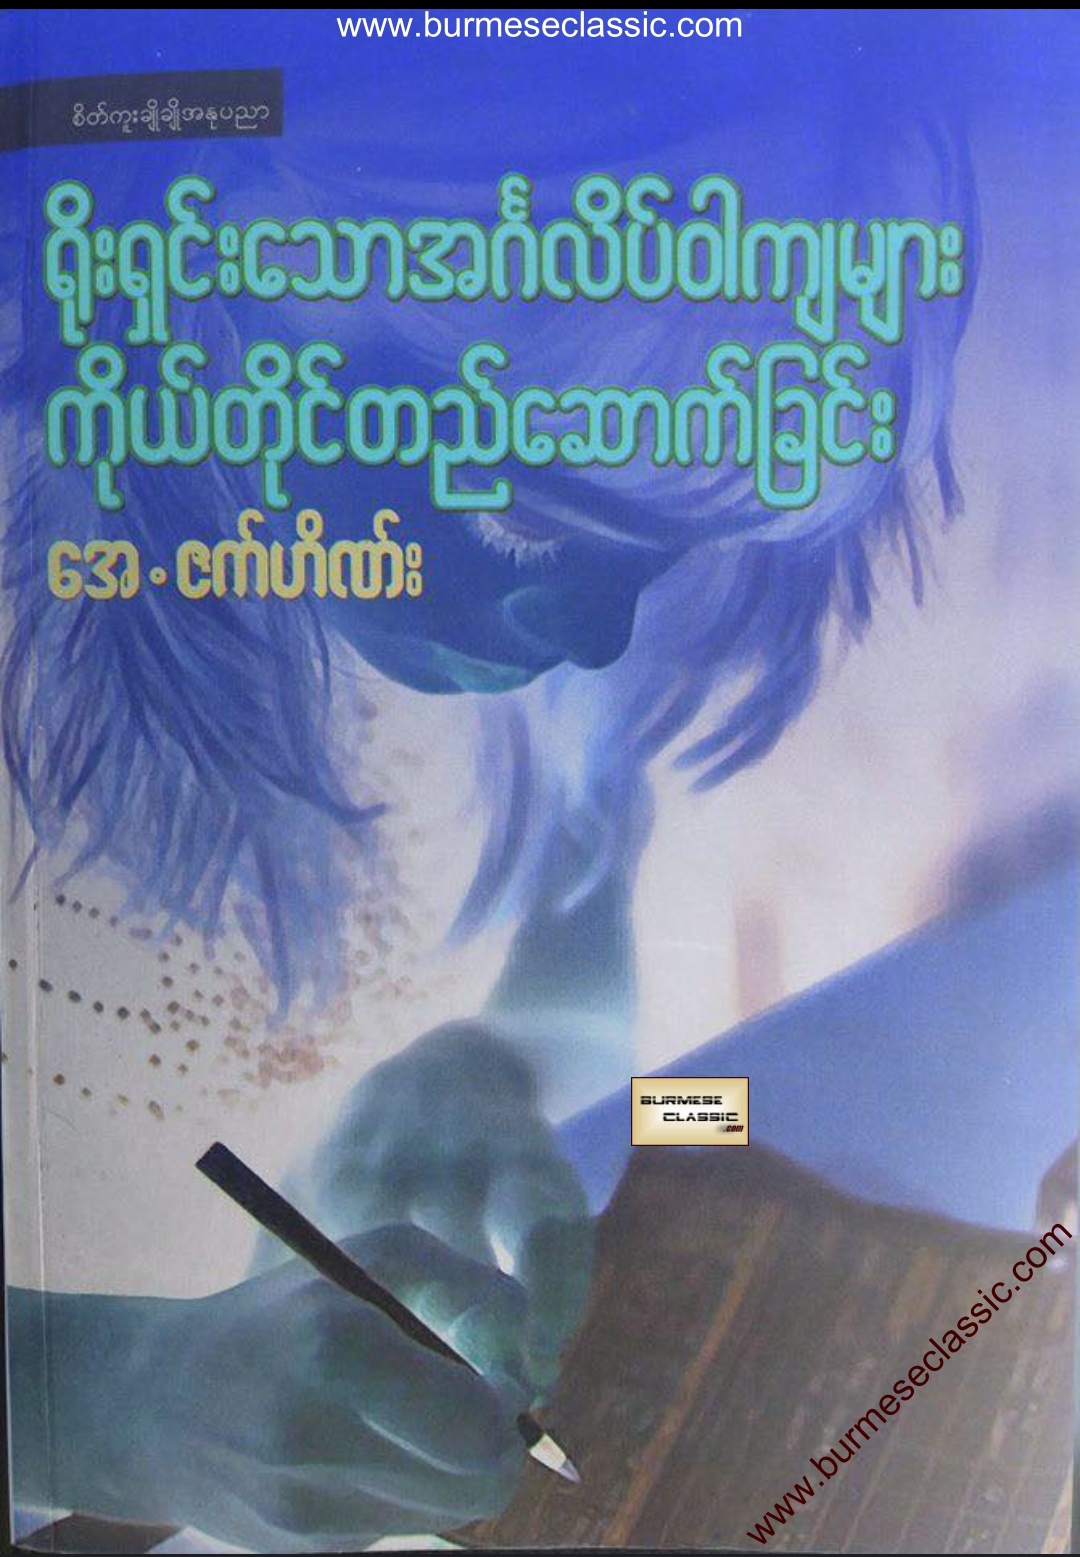 www.burmeseclassic.com
စိတ်ကူးချိုချိုအနုပညာ
ရိုးရှင်းသောအင်္ဂလိပ်ဝါကျများ
ကိုယ်တိုင်တည်ဆောက်ခြင်း
အေ.ဇက်ဟိဏ်း
BURMESE
CLASSIC
.com
www.burmeseclassic.com